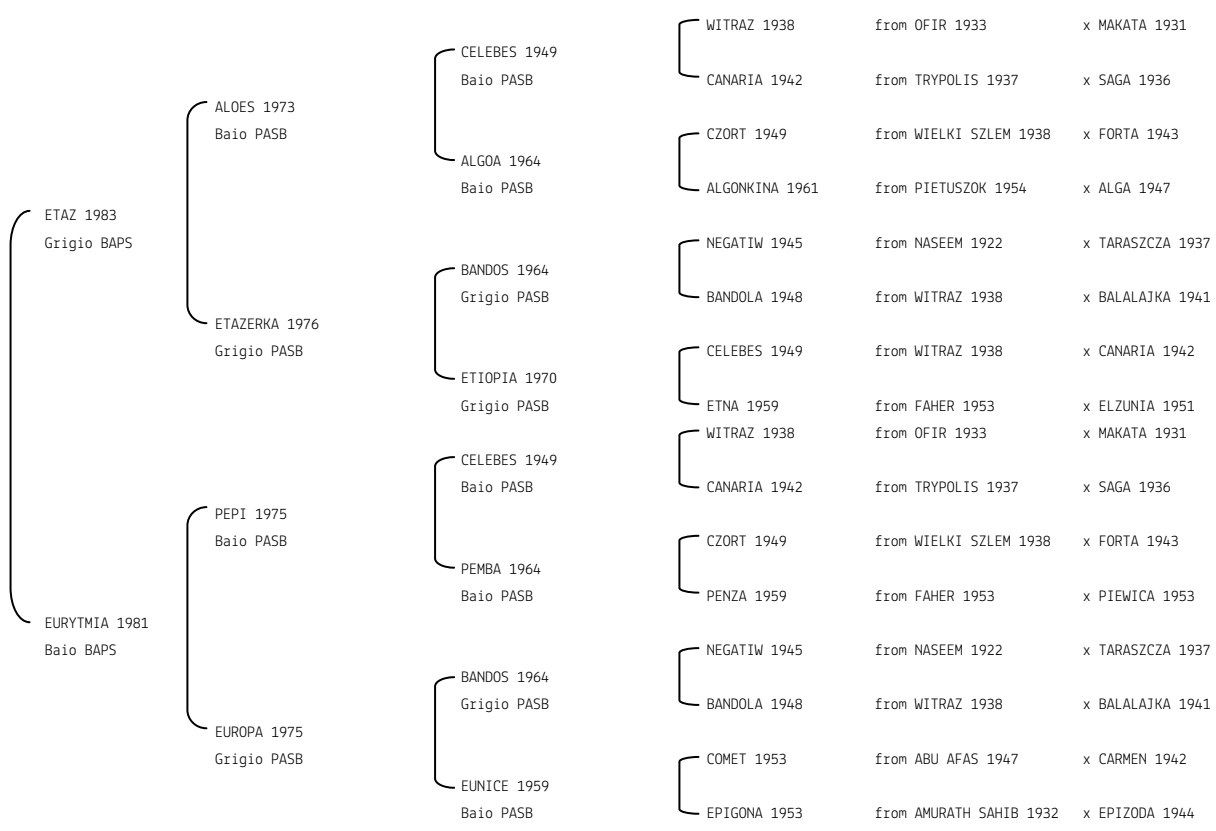 WITRAZ 1938 from OFIR 1933 x MAKATA 1931
CELEBES 1949
Baio PASB CANARIA 1942 from TRYPOLIS 1937 x SAGA 1936
ALOES 1973
Baio PASB CZORT 1949 from WIELKI SZLEM 1938 x FORTA 1943
ALGOA 1964
Baio PASB ALGONKINA 1961 from PIETUSZOK 1954 x ALGA 1947
ETAZ 1983
Grigio BAPS NEGATIW 1945 from NASEEM 1922 x TARASZCZA 1937
BANDOS 1964
Grigio PASB BANDOLA 1948 from WITRAZ 1938 x BALALAJKA 1941
ETAZERKA 1976
Grigio PASB CELEBES 1949 from WITRAZ 1938 x CANARIA 1942
ETIOPIA 1970
Grigio PASB ETNA 1959 from FAHER 1953 x ELZUNIA 1951
WITRAZ 1938 from OFIR 1933 x MAKATA 1931
CELEBES 1949
Baio PASB CANARIA 1942 from TRYPOLIS 1937 x SAGA 1936
PEPI 1975
Baio PASB CZORT 1949 from WIELKI SZLEM 1938 x FORTA 1943
PEMBA 1964
Baio PASB PENZA 1959 from FAHER 1953 x PIEWICA 1953
EURYTMIA 1981
Baio BAPS NEGATIW 1945 from NASEEM 1922 x TARASZCZA 1937
BANDOS 1964
Grigio PASB BANDOLA 1948 from WITRAZ 1938 x BALALAJKA 1941
EUROPA 1975
Grigio PASB COMET 1953 from ABU AFAS 1947 x CARMEN 1942
EUNICE 1959
Baio PASB EPIGONA 1953 from AMURATH SAHIB 1932 x EPIZODA 1944